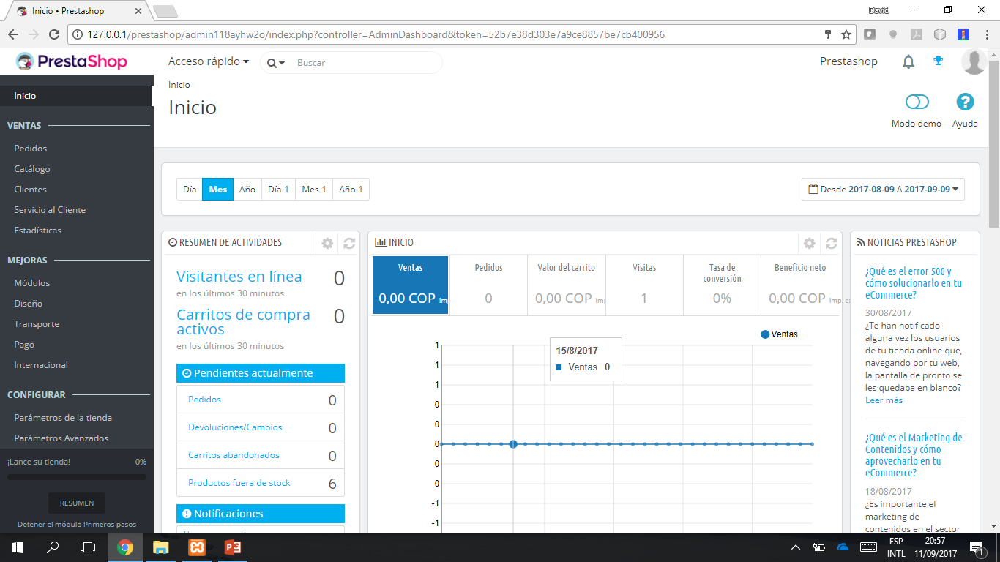 Inicio • Prestashop
David
127.0.0.1/prestashop/admin118ayhw2o/index.php?controller=AdminDashboard&token=52b7e38d303e7a9ce8857be7cb400956
PrestaShop
Acceso rápido
Buscar
Prestashop
Inicio
Inicio
Modo demo
Ayuda
Inicio
VENTAS
Pedidos
Catálogo
Clientes
Servicio al Cliente
Estadísticas
MEJORAS
Módulos
Diseño
Transporte
Pago
Internacional
CONFIGURAR
Parámetros de la tienda
Parámetros Avanzados
¡Lance su tienda! 0%
RESUMEN
Detener el módulo Primeros pasos
Día Mes Año Día-1 Mes-1 Año-1
Desde 2017-08-09 A 2017-09-09
RESUMEN DE ACTIVIDADES
Visitantes en línea 0
en los últimos 30 minutos
Carritos de compra activos 0
en los últimos 30 minutos
Pendientes actualmente
Pedidos 0
Devoluciones/Cambios 0
Carritos abandonados 0
Productos fuera de stock 6
Notificaciones
INICIO
Ventas Pedidos Valor del carrito Visitas Tasa de conversión Beneficio neto
0,00 COP Imp 0 0,00 COP Imp 1 0% 0,00 COP Imp. ex
Ventas
15/8/2017
Ventas 0
1
1
1
0
0
0
0
0
-1
-1
NOTICIAS PRESTASHOP
¿Qué es el error 500 y
cómo solucionarlo en tu
eCommerce?
30/08/2017
¿Te han notificado
alguna vez los usuarios
de tu tienda online que,
navegando por tu web,
la pantalla de pronto se
les quedaba en blanco?
Leer más
¿Qué es el Marketing de
Contenidos y cómo
aprovecharlo en tu
eCommerce?
18/08/2017
¿Es importante el
marketing de
contenidos en el sector
ESP
INTL
20:57
11/09/2017
1